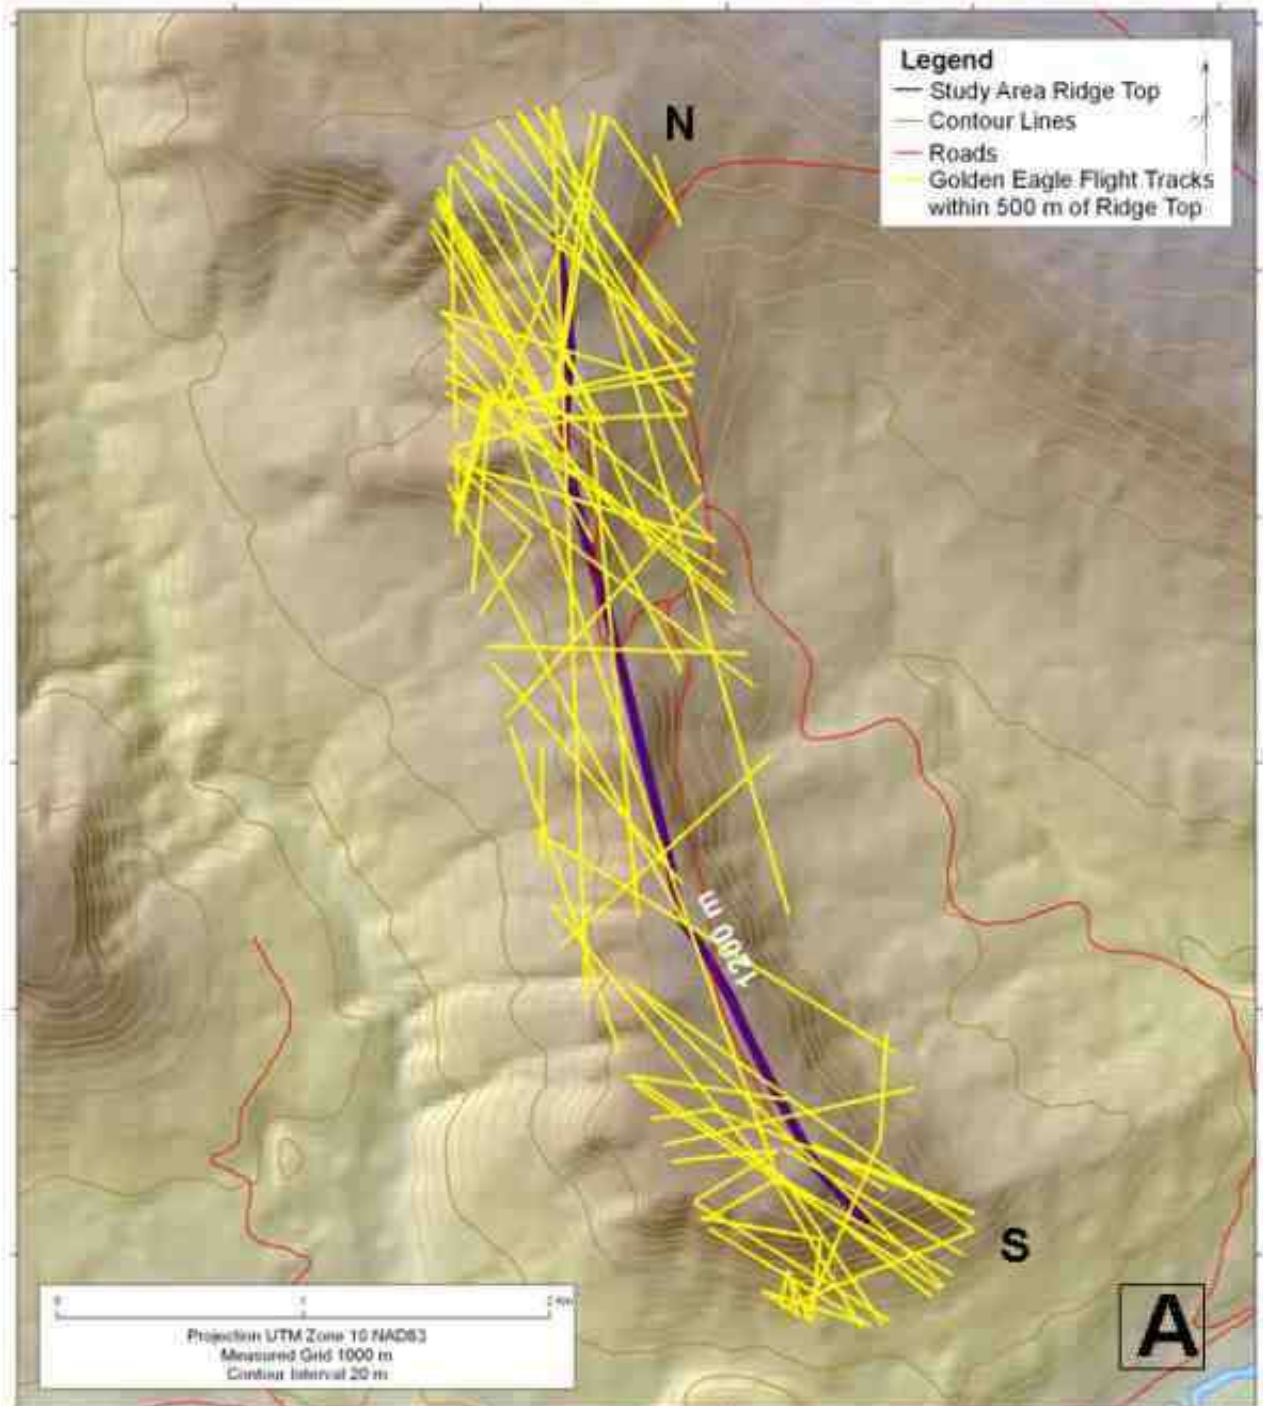 N
Legend
Study Area Ridge Top
Contour Lines
Roads
Golden Eagle Flight Tracks
within 500 m of Ridge Top
1200 m
S
0 1 2 Km
Projection UTM Zone 10 NAD83
Measured Grid 1000 m
Contour Interval 20 m
A